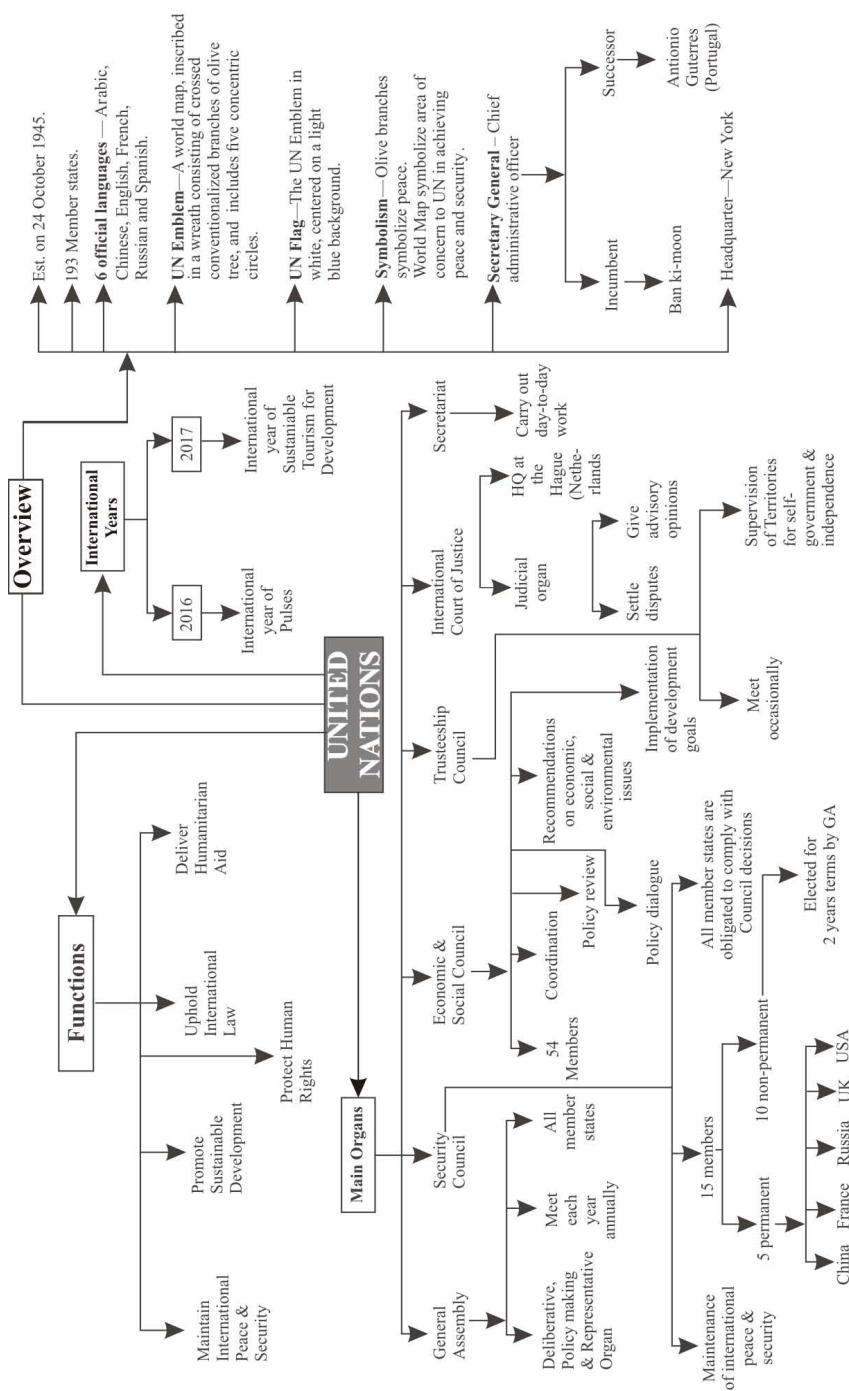 UNITED
NATIONS
Functions
Maintain
International
Peace &
Security
Promote
Sustainable
Development
Protect Human
Rights
Uphold
International
Law
Deliver
Humanitarian
Aid
Overview
Est. on 24 October 1945.
193 Member states.
6 official languages — Arabic,
Chinese, English, French,
Russian and Spanish.
UN Emblem—A world map, inscribed
in a wreath consisting of crossed
conventionalized branches of olive
tree, and includes five concentric
circles.
UN Flag—The UN Emblem in
white, centered on a light
blue background.
Symbolism—Olive branches
symbolize peace.
World Map symbolize area of
concern to UN in achieving
peace and security.
Secretary General – Chief
administrative officer
Incumbent
Ban ki-moon
Successor
Antionio
Guterres
(Portugal)
Headquarter—New York
International
Years
2016
International
year of
Pulses
2017
International
year of
Sustaniable
Tourism for
Development
Main Organs
General
Assembly
Deliberative,
Policy making
& Representative
Organ
Meet
each
year
annually
All
member
states
Security
Council
Maintenance
of international
peace &
security
15 members
5 permanent
China
France
Russia
UK
USA
10 non-permanent
Elected for
2 years terms by GA
All member states are
obligated to comply with
Council decisions
Economic &
Social Council
54
Members
Coordination
Policy review
Policy dialogue
Recommendations
on economic,
social &
environmental
issues
Implementation
of development
goals
Trusteeship
Council
Meet
occasionally
Supervision
of Territories
for self-
government &
independence
International
Court of Justice
Judicial
organ
HQ at
the
Hague
(Nethe-
rlands
Settle
disputes
Give
advisory
opinions
Secretariat
Carry out
day-to-day
work